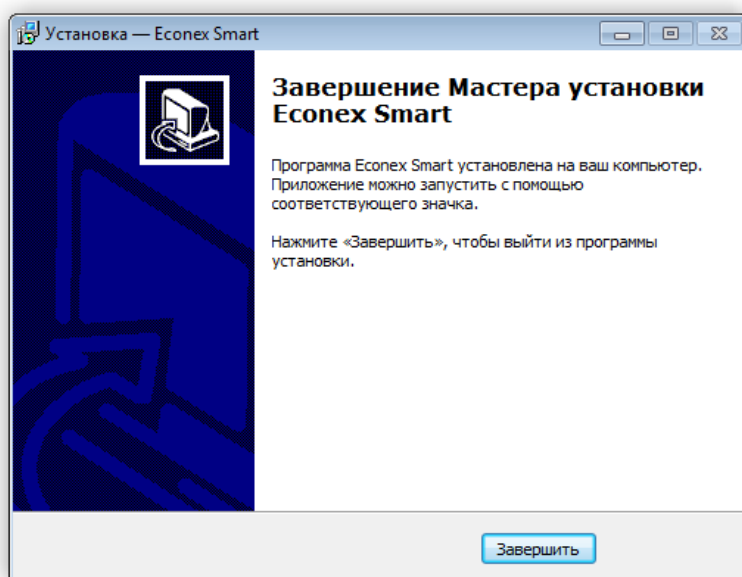 Установка — Econex Smart
Завершение Мастера установки
Econex Smart
Программа Econex Smart установлена на ваш компьютер.
Приложение можно запустить с помощью
соответствующего значка.
Нажмите «Завершить», чтобы выйти из программы
установки.
Завершить